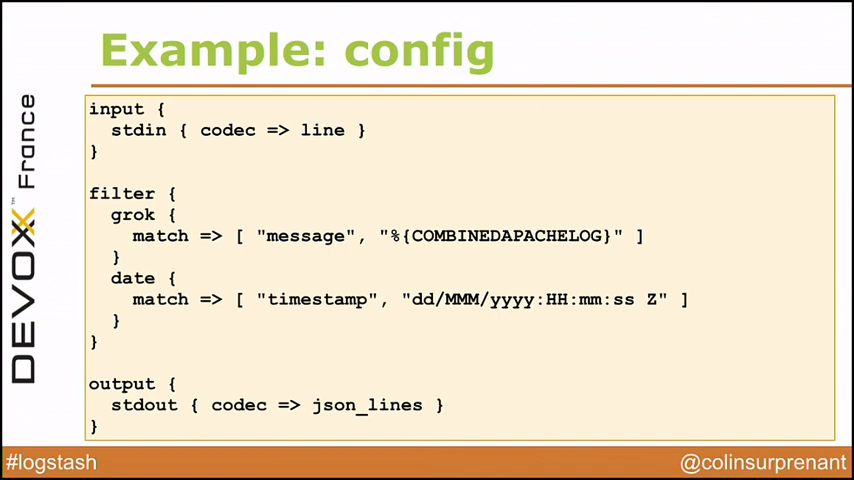 Example: config
DEVOXX™ France
input {
  stdin { codec => line }
}
filter {
  grok {
    match => [ "message", "%{COMBINEDAPACHELOG}" ]
  }
  date {
    match => [ "timestamp", "dd/MMM/yyyy:HH:mm:ss Z" ]
  }
}
output {
  stdout { codec => json_lines }
}
#logstash
@colinsurprenant